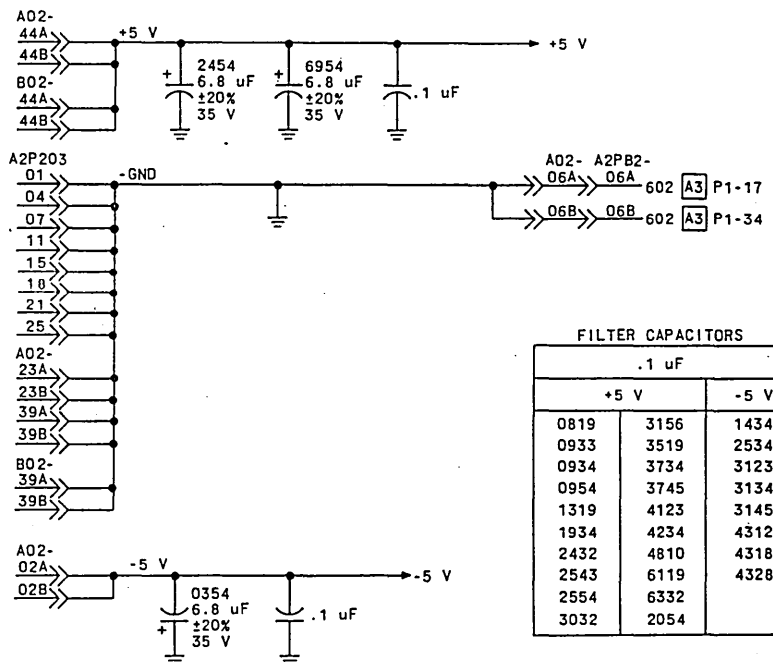 A02-
44A
44B
B02-
44A
44B
+5 V
+5 V
+ 2454
6.8 uF
±20%
35 V
+ 6954
6.8 uF
±20%
35 V
.1 uF
A2P203
01
04
07
11
15
18
21
25
-GND
A02- A2PB2-
06A 06A 602 A3 P1-17
06B 06B 602 A3 P1-34
A02-
23A
23B
39A
39B
B02-
39A
39B
A02-
02A
02B
-5 V
-5 V
0354
6.8 uF
±20%
+ 35 V
.1 uF
FILTER CAPACITORS
.1 uF
+5 V -5 V
0819 3156 1434
0933 3519 2534
0934 3734 3123
0954 3745 3134
1319 4123 3145
1934 4234 4312
2432 4810 4318
2543 6119 4328
2554 6332
3032 2054